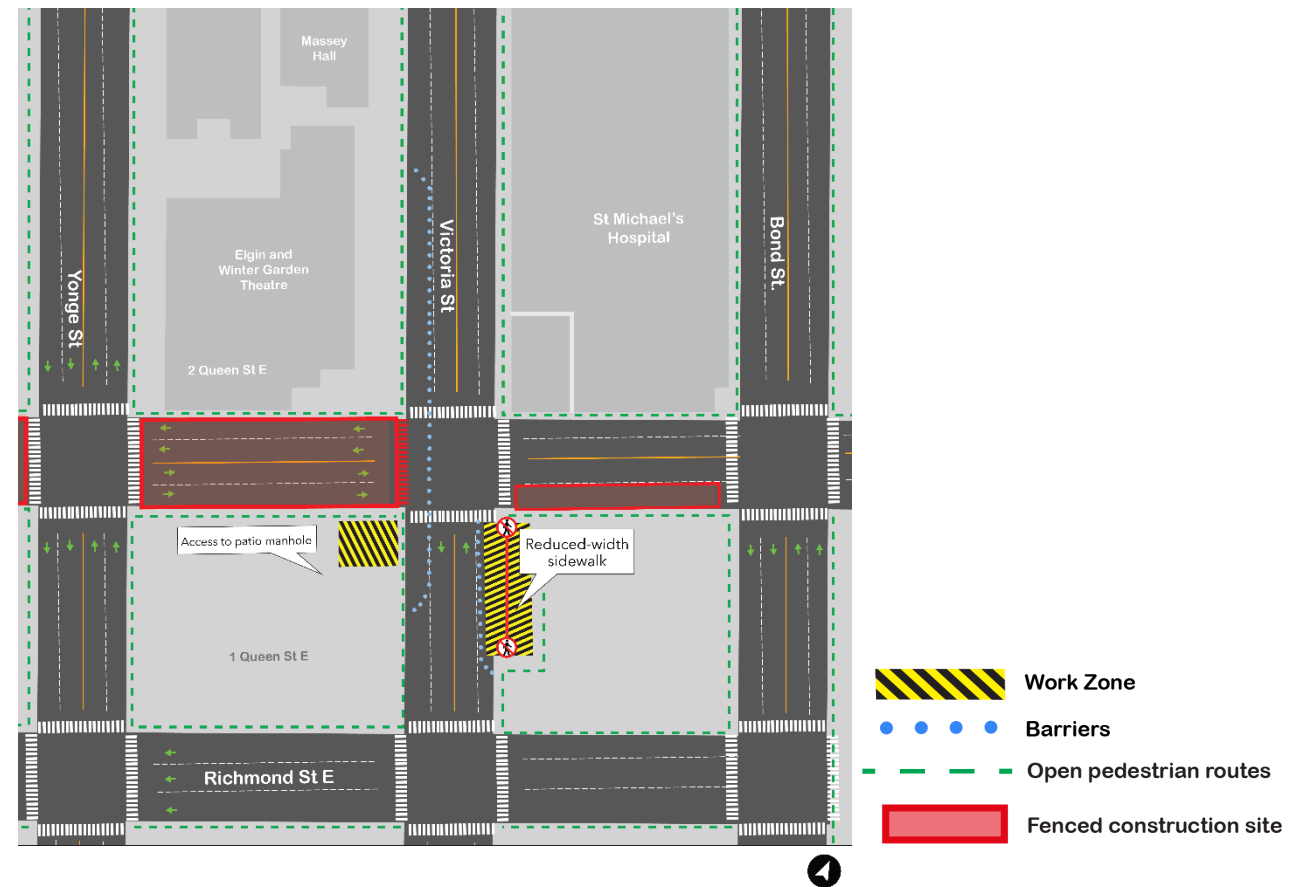 Massey
Hall
St Michael's
Hospital
Victoria St
Bond St.
Elgin and
Winter Garden
Theatre
Yonge St
2 Queen St E
Access to patio manhole
Reduced-width
sidewalk
1 Queen St E
Richmond St E
Work Zone
Barriers
Open pedestrian routes
Fenced construction site